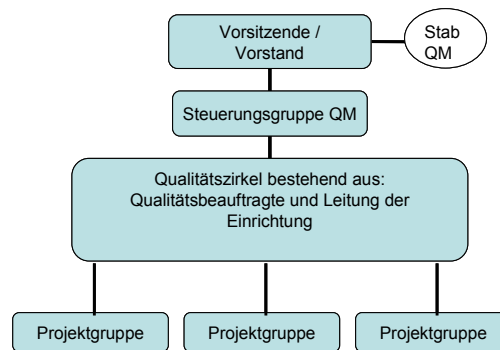 Vorsitzende /
Vorstand
Stab
QM
Steuerungsgruppe QM
Qualitätszirkel bestehend aus:
Qualitätsbeauftragte und Leitung der
Einrichtung
Projektgruppe
Projektgruppe
Projektgruppe